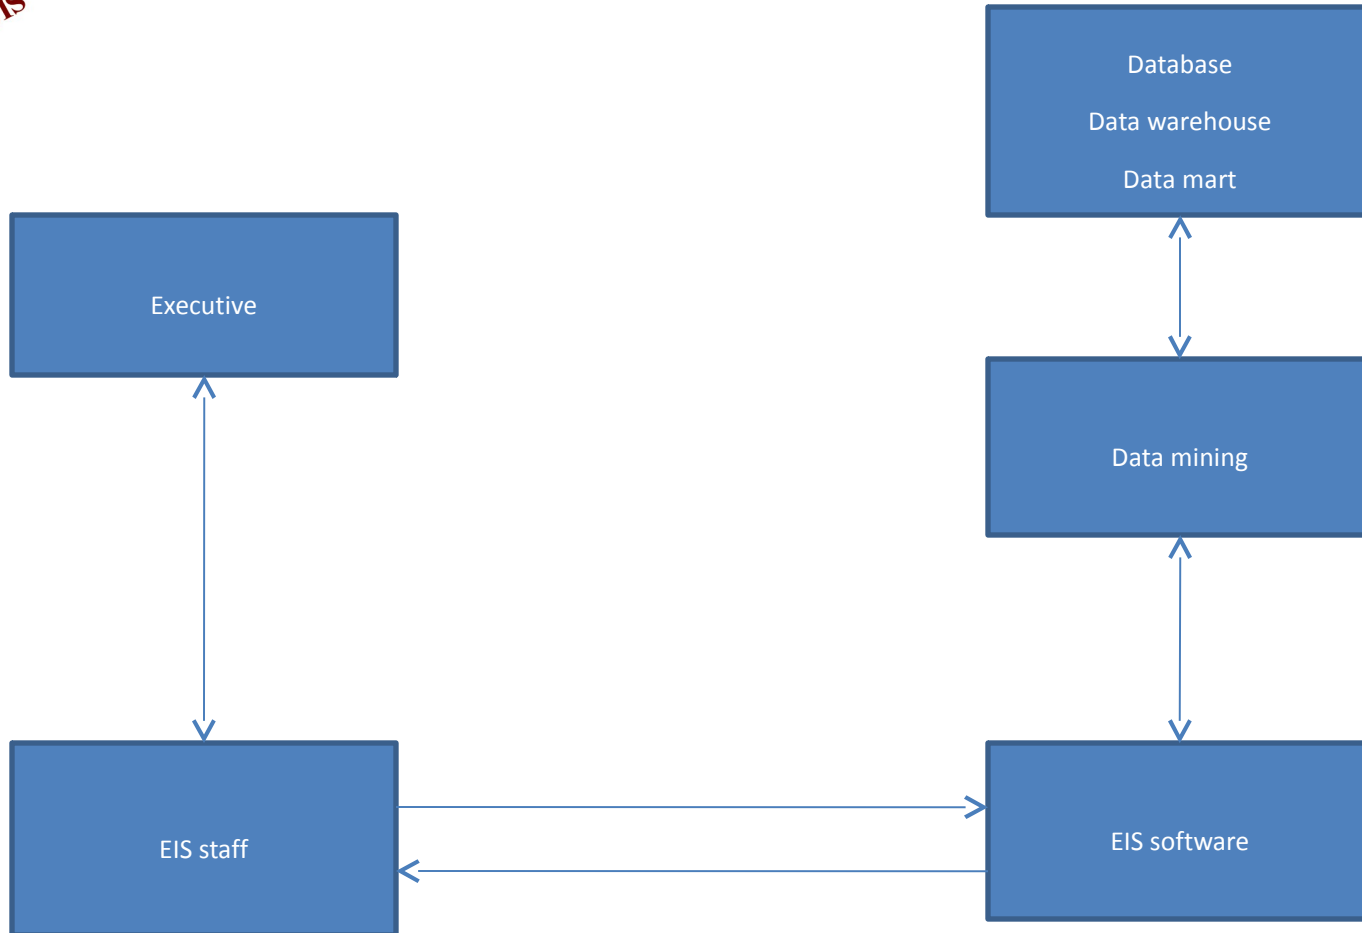 Database
Data warehouse
Data mart
Executive
Data mining
EIS staff
EIS software